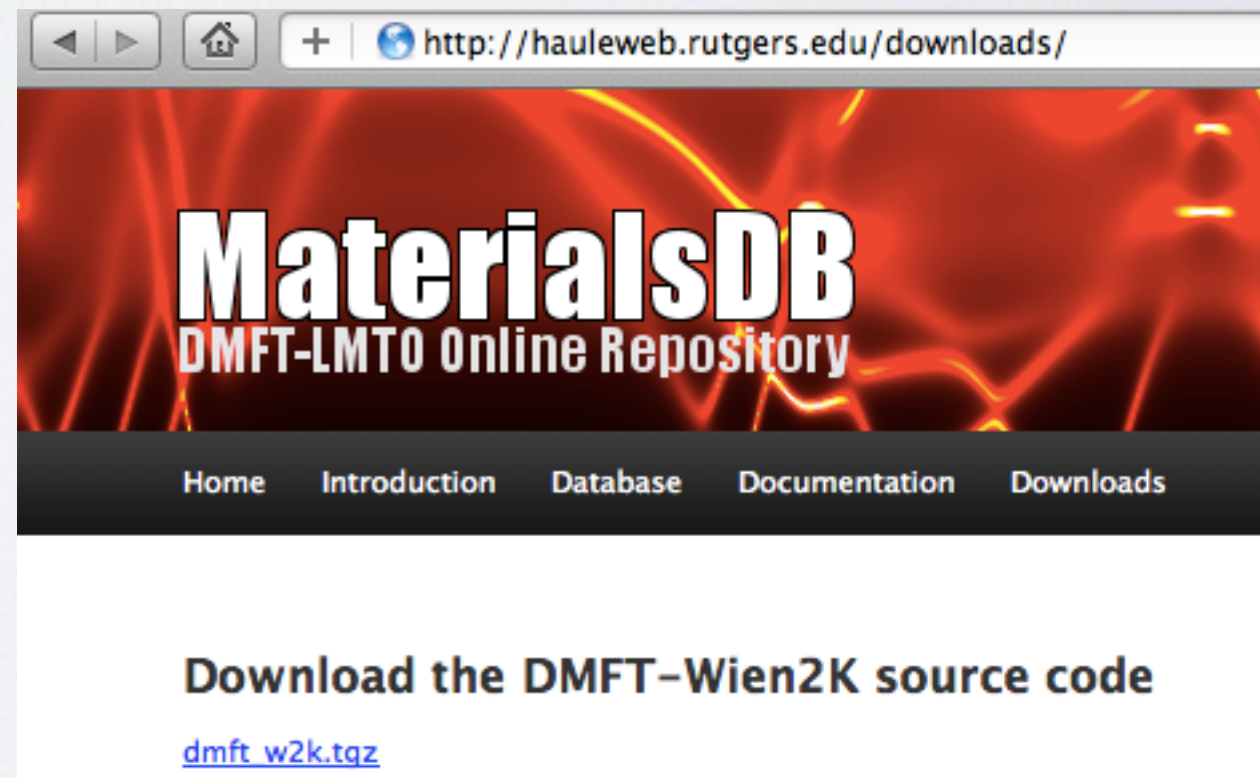 http://hauleweb.rutgers.edu/downloads/
MaterialsDB
DMFT-LMTO Online Repository
Home Introduction Database Documentation Downloads
Download the DMFT-Wien2K source code
dmft_w2k.tgz